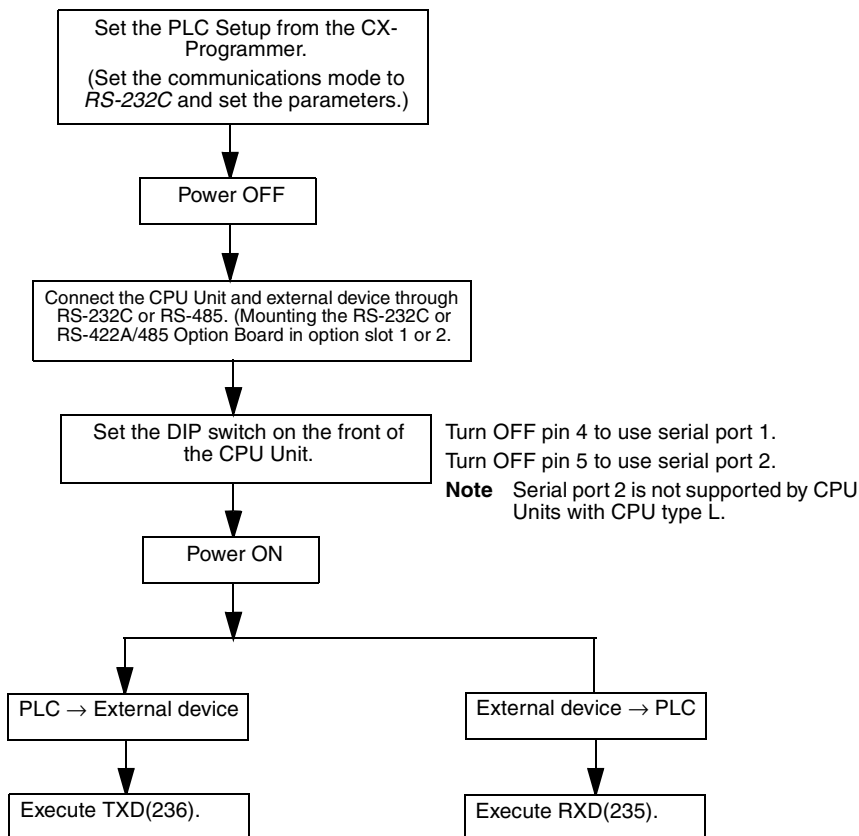 Set the PLC Setup from the CX-
Programmer.
(Set the communications mode to
RS-232C and set the parameters.)
Power OFF
Connect the CPU Unit and external device through
RS-232C or RS-485. (Mounting the RS-232C or
RS-422A/485 Option Board in option slot 1 or 2.
Set the DIP switch on the front of
the CPU Unit.
Turn OFF pin 4 to use serial port 1.
Turn OFF pin 5 to use serial port 2.
Note Serial port 2 is not supported by CPU
Units with CPU type L.
Power ON
PLC → External device
External device → PLC
Execute TXD(236).
Execute RXD(235).